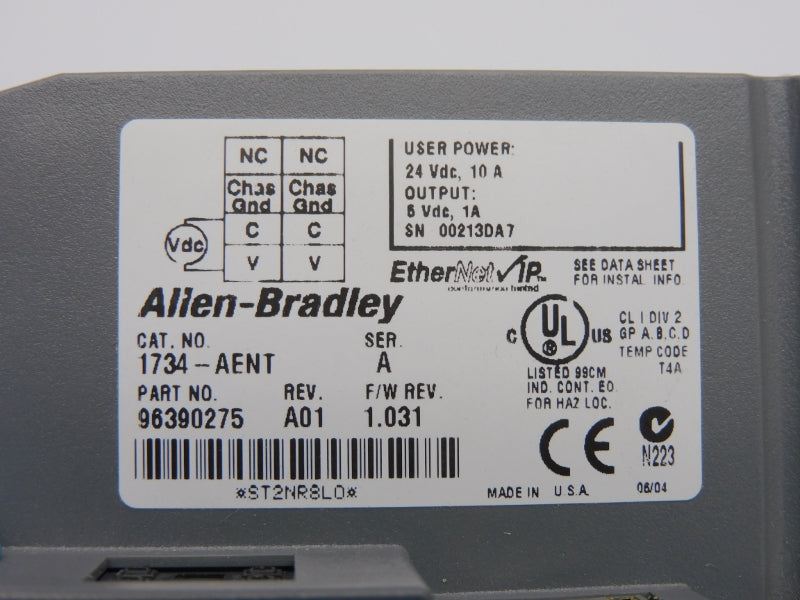 NC NC
Chas Chas
Gnd Gnd
C C
Vdc
V V
USER POWER:
24 Vdc, 10 A
OUTPUT:
5 Vdc, 1A
SN 00213DA7
EtherNet/IP™
conformance tested
SEE DATA SHEET
FOR INSTAL INFO.
Allen-Bradley
CAT. NO. SER.
1734-AENT A
PART NO. REV. F/W REV.
96390275 A01 1.031
*ST2NR8L0*
C UL US
®
LISTED 99CM
IND. CONT. EQ.
FOR HAZ LOC.
CL I DIV 2
GP A,B,C,D
TEMP CODE
T4A
CE
N223
MADE IN U.S.A. 06/04